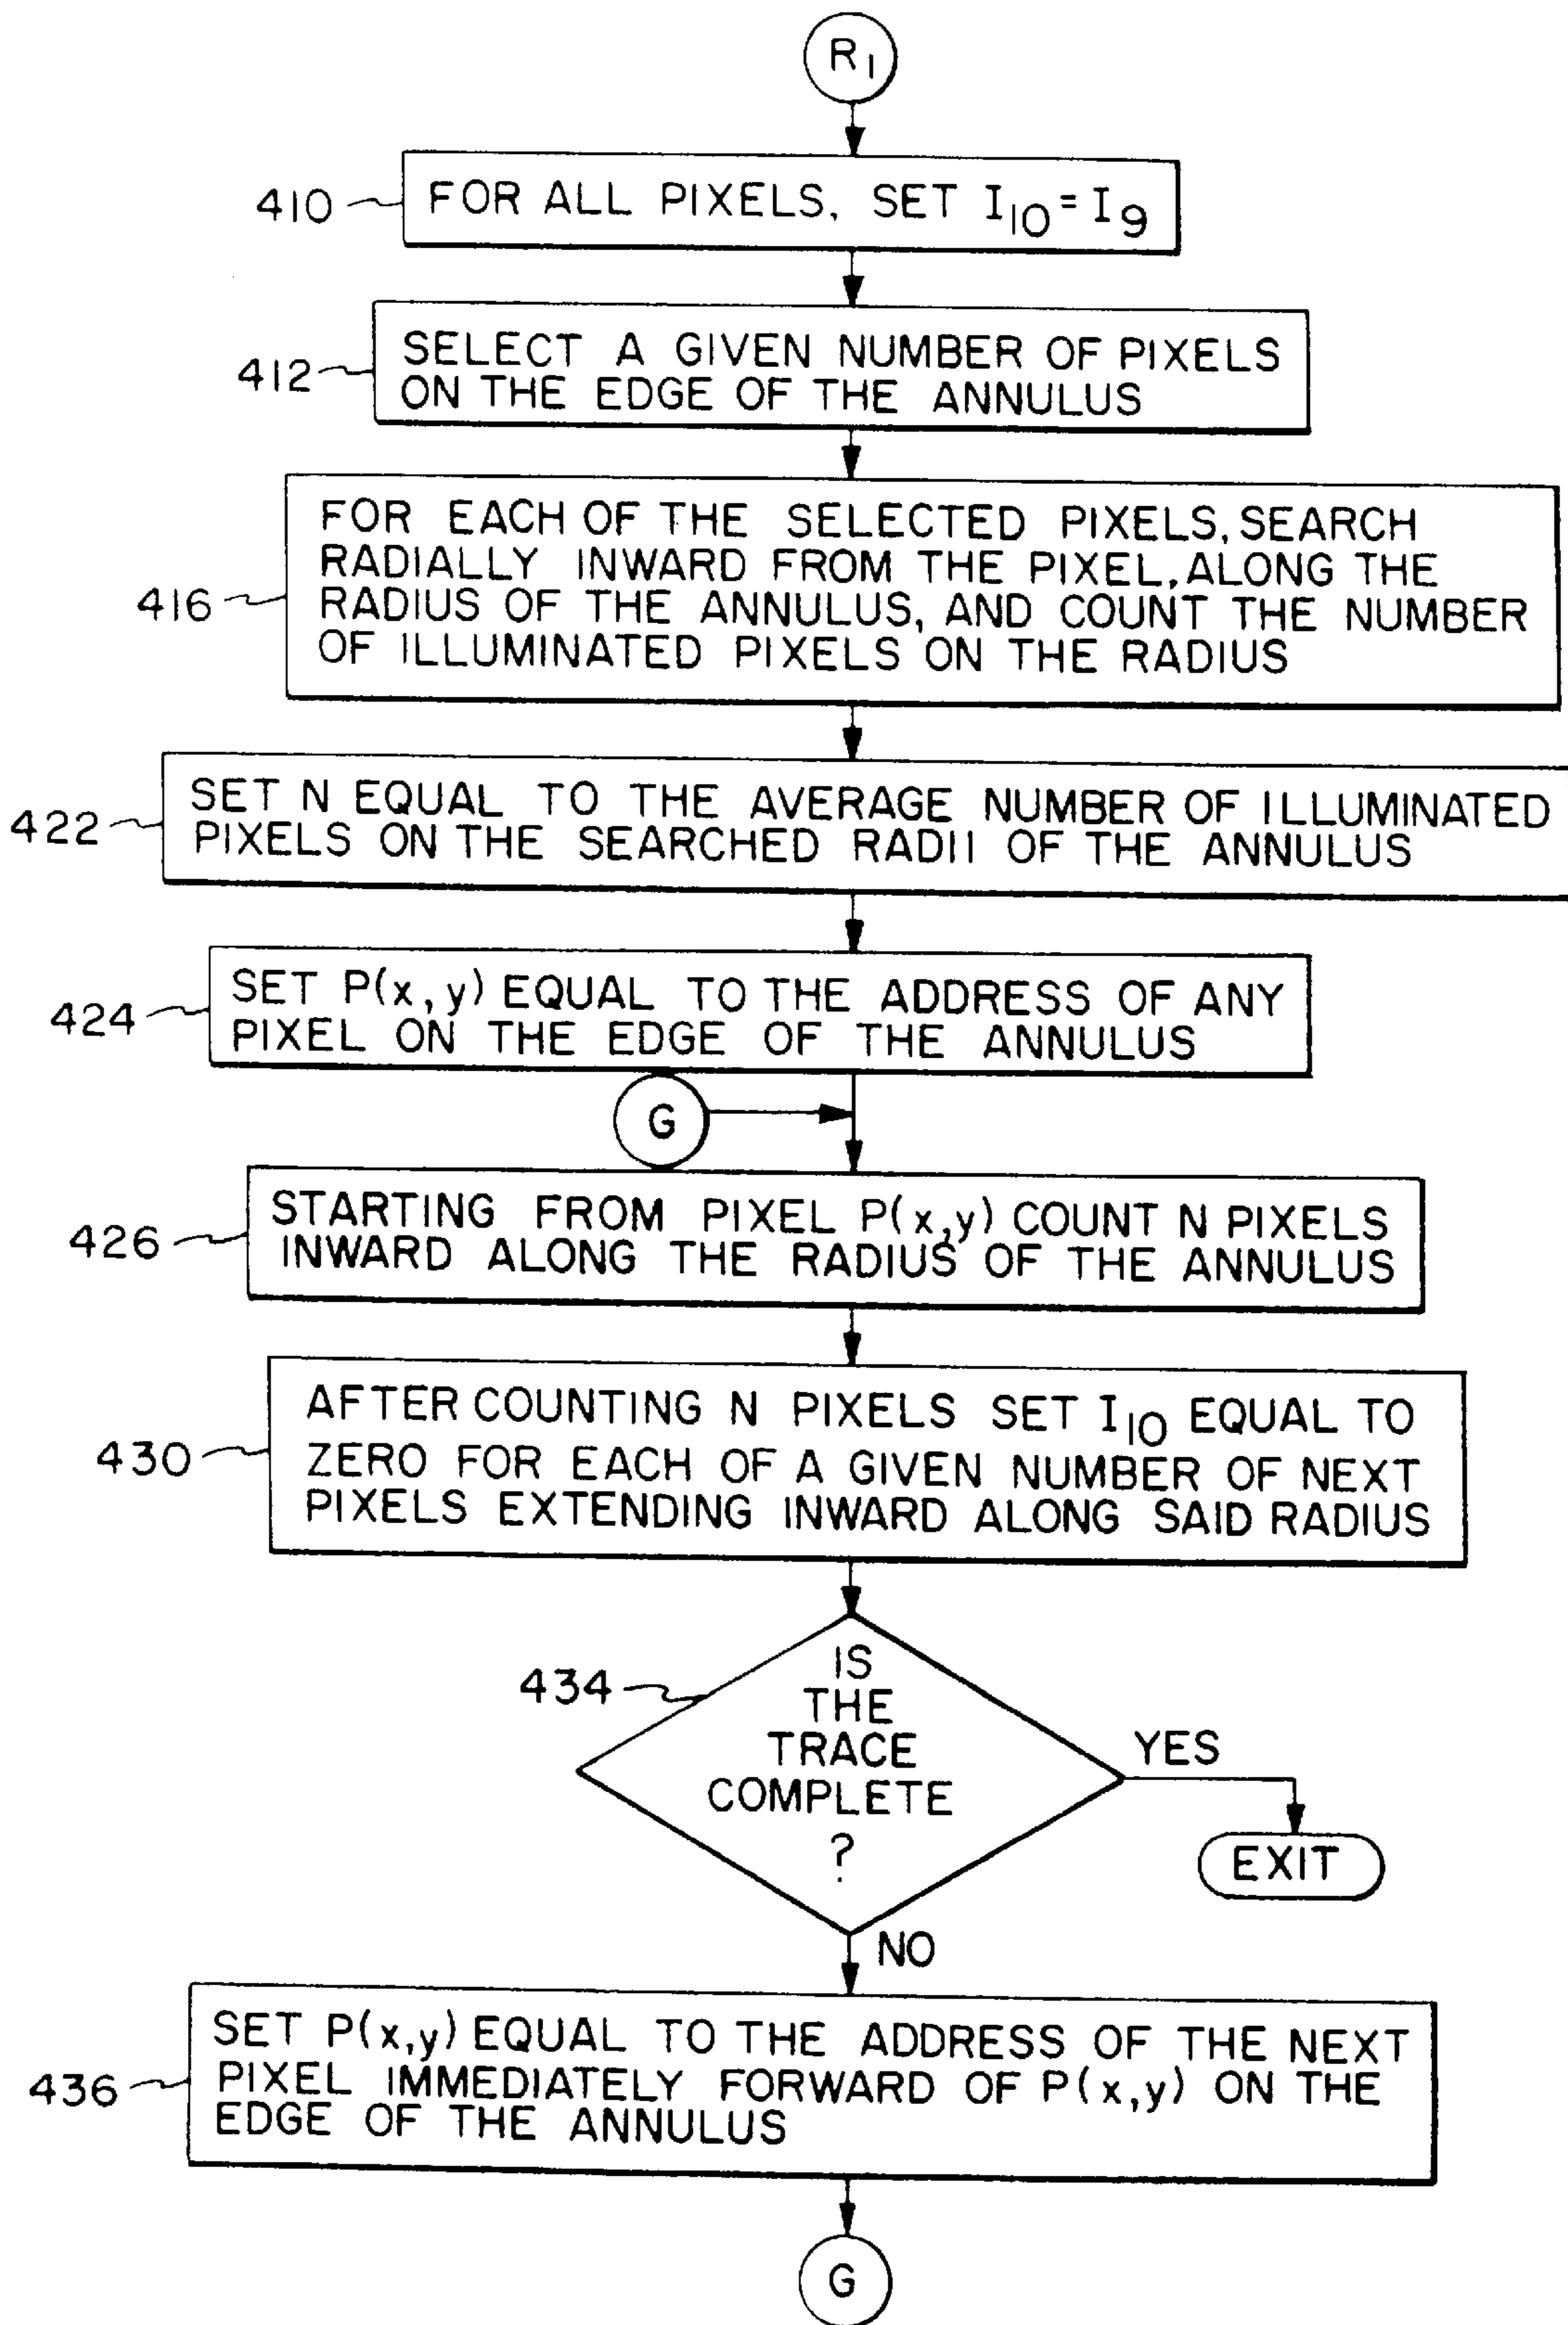 R1
410
FOR ALL PIXELS, SET I10 = I9
412
SELECT A GIVEN NUMBER OF PIXELS
ON THE EDGE OF THE ANNULUS
416
FOR EACH OF THE SELECTED PIXELS, SEARCH
RADIALLY INWARD FROM THE PIXEL, ALONG THE
RADIUS OF THE ANNULUS, AND COUNT THE NUMBER
OF ILLUMINATED PIXELS ON THE RADIUS
422
SET N EQUAL TO THE AVERAGE NUMBER OF ILLUMINATED
PIXELS ON THE SEARCHED RADII OF THE ANNULUS
424
SET P(x,y) EQUAL TO THE ADDRESS OF ANY
PIXEL ON THE EDGE OF THE ANNULUS
G
426
STARTING FROM PIXEL P(x,y) COUNT N PIXELS
INWARD ALONG THE RADIUS OF THE ANNULUS
430
AFTER COUNTING N PIXELS SET I10 EQUAL TO
ZERO FOR EACH OF A GIVEN NUMBER OF NEXT
PIXELS EXTENDING INWARD ALONG SAID RADIUS
434
IS
THE
TRACE
COMPLETE
?
YES
EXIT
NO
436
SET P(x,y) EQUAL TO THE ADDRESS OF THE NEXT
PIXEL IMMEDIATELY FORWARD OF P(x,y) ON THE
EDGE OF THE ANNULUS
G